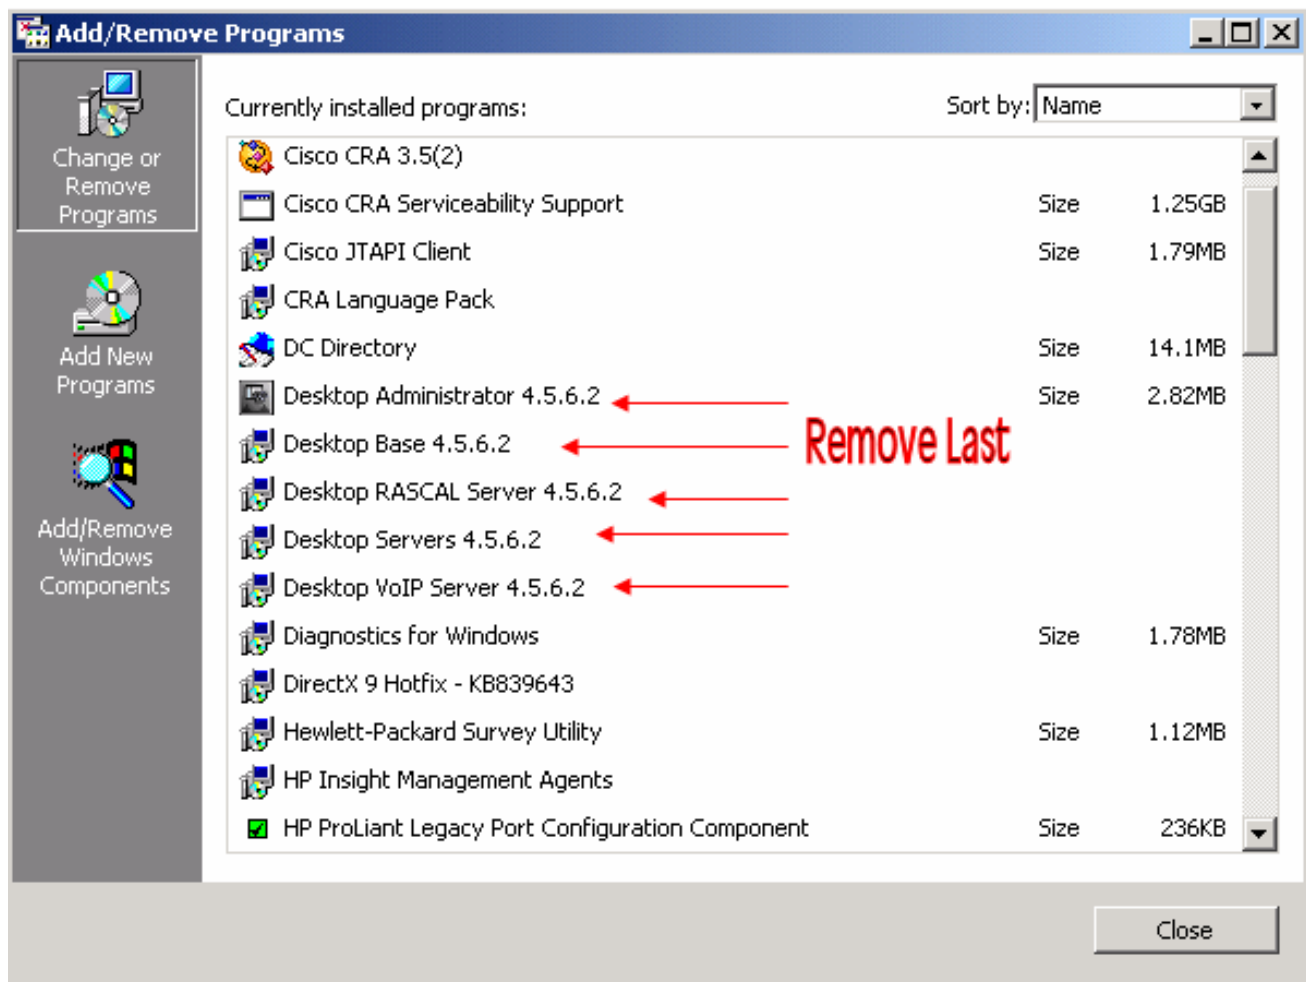 Add/Remove Programs
Change or
Remove
Programs
Add New
Programs
Add/Remove
Windows
Components
Currently installed programs:
Sort by: Name
Cisco CRA 3.5(2)
Cisco CRA Serviceability Support Size 1.25GB
Cisco JTAPI Client Size 1.79MB
CRA Language Pack
DC Directory Size 14.1MB
Desktop Administrator 4.5.6.2 Size 2.82MB
Desktop Base 4.5.6.2 Remove Last
Desktop RASCAL Server 4.5.6.2
Desktop Servers 4.5.6.2
Desktop VoIP Server 4.5.6.2
Diagnostics for Windows Size 1.78MB
DirectX 9 Hotfix - KB839643
Hewlett-Packard Survey Utility Size 1.12MB
HP Insight Management Agents
HP ProLiant Legacy Port Configuration Component Size 236KB
Close